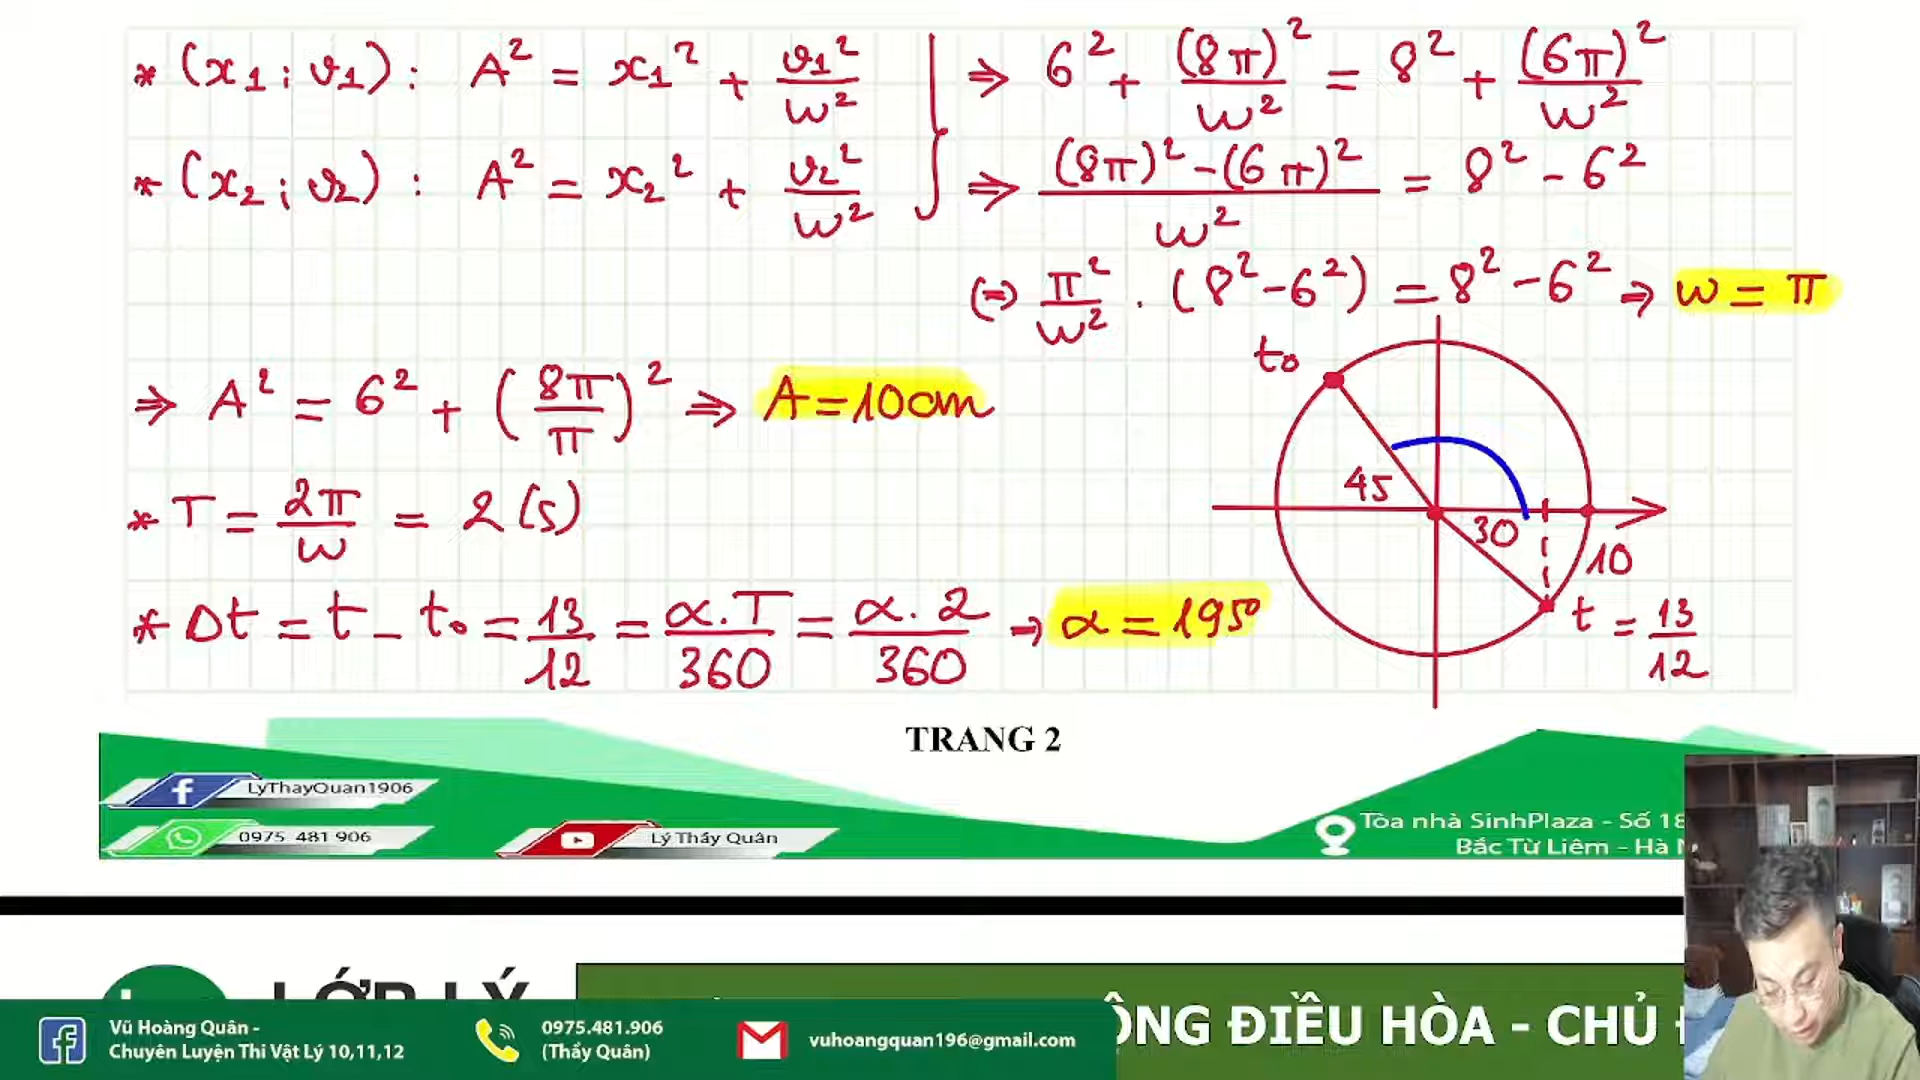 * (x₁ ; v₁) : A² = x₁² + v₁²/ω² ⇒ 6² + (8π)²/ω² = 8² + (6π)²/ω²
* (x₂ ; v₂) : A² = x₂² + v₂²/ω² ⇒ ((8π)² - (6π)²)/ω² = 8² - 6²
(⇒) π²/ω² . (8² - 6²) = 8² - 6² ⇒ ω = π
⇒ A² = 6² + (8π/π)² ⇒ A = 10cm
* T = 2π/ω = 2 (s)
* Δt = t - t₀ = 13/12 = α.T/360 = α.2/360 ⇒ α = 195°
t₀
45
30
10
t = 13/12
TRANG 2
LyThayQuan1906
0975 481 906
Lý Thầy Quân
Tòa nhà SinhPlaza - Số 18
Bắc Từ Liêm - Hà N
LỚP LÝ
ÔNG ĐIỀU HÒA - CHỦ
Vũ Hoàng Quân -
Chuyên Luyện Thi Vật Lý 10,11,12
0975.481.906
(Thầy Quân)
vuhoangquan196@gmail.com